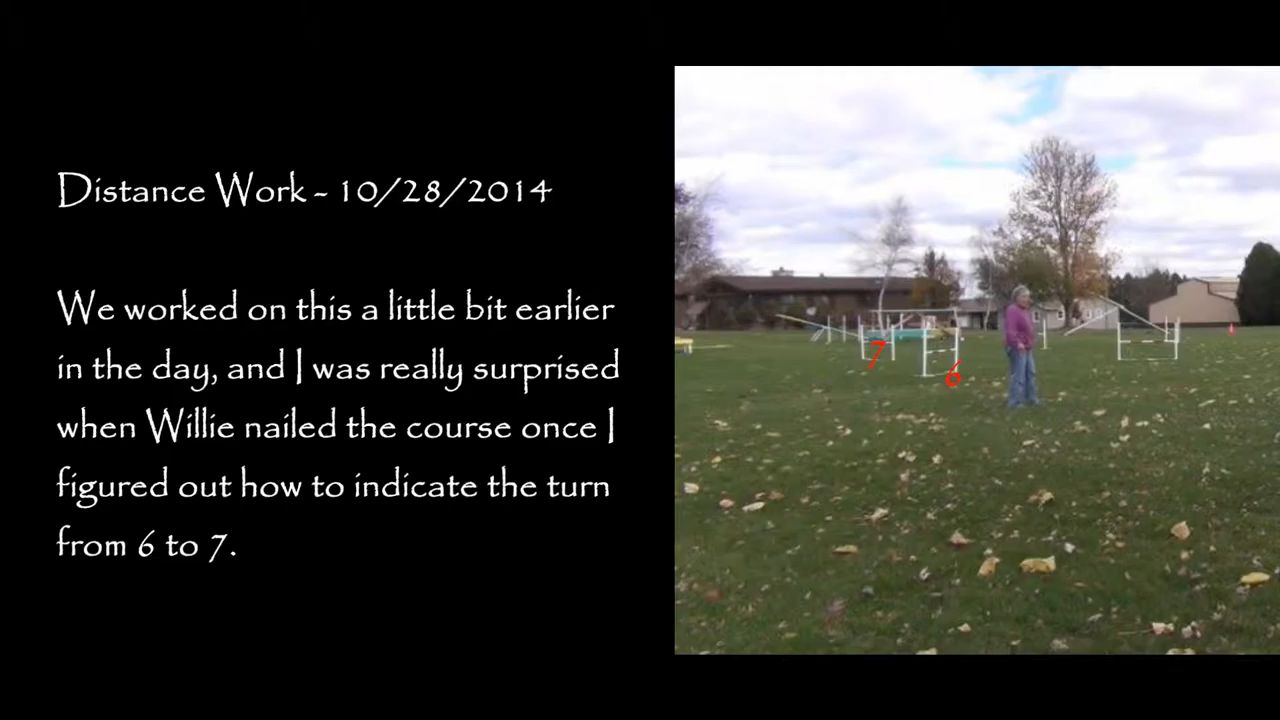 Distance Work - 10/28/2014
We worked on this a little bit earlier
in the day, and I was really surprised
when Willie nailed the course once I
figured out how to indicate the turn
from 6 to 7.
7
6